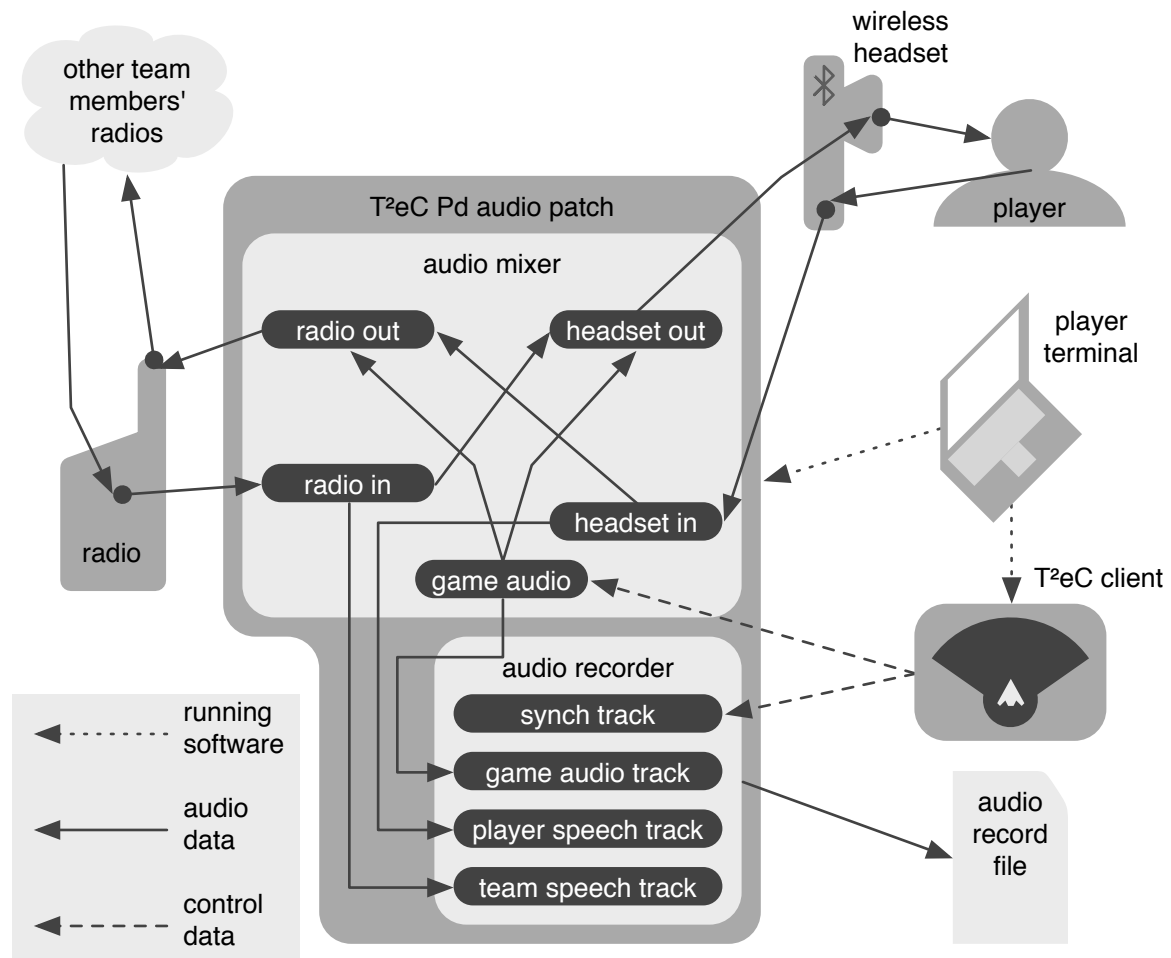 wireless
headset
other team
members'
radios
T²eC Pd audio patch
player
audio mixer
radio out
headset out
player
terminal
radio in
headset in
radio
game audio
T²eC client
audio recorder
synch track
running
software
game audio track
audio
data
player speech track
audio
record
file
team speech track
control
data